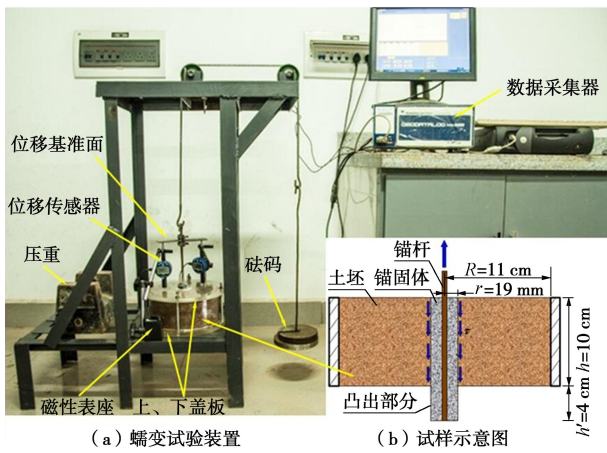 数据采集器
位移基准面
位移传感器
压重
砝码
磁性表座
上、下盖板
锚杆
R=11 cm
土坯
锚固体
r=19 mm
τ
h=10 cm
h′=4 cm
凸出部分
(a)蠕变试验装置
(b)试样示意图